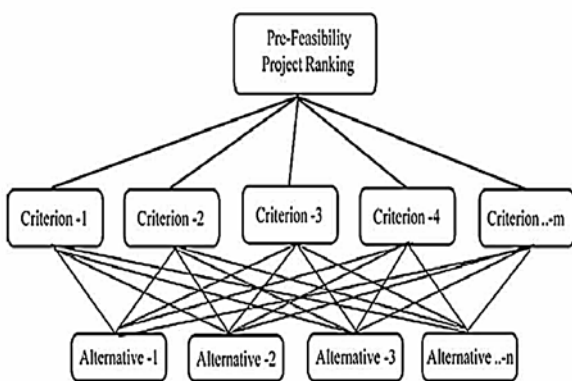 Pre-Feasibility
Project Ranking
Criterion -1
Criterion -2
Criterion -3
Criterion -4
Criterion ..-m
Alternative -1
Alternative -2
Alternative -3
Alternative ..-n